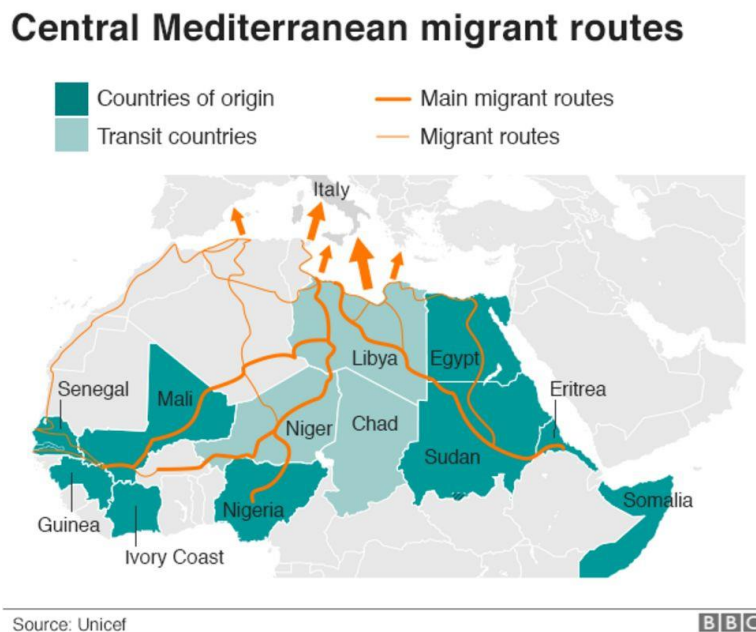 Central Mediterranean migrant routes
Countries of origin
Main migrant routes
Transit countries
Migrant routes
Italy
Libya
Egypt
Senegal
Mali
Eritrea
Niger
Chad
Sudan
Nigeria
Somalia
Guinea
Ivory Coast
Source: Unicef
BBC